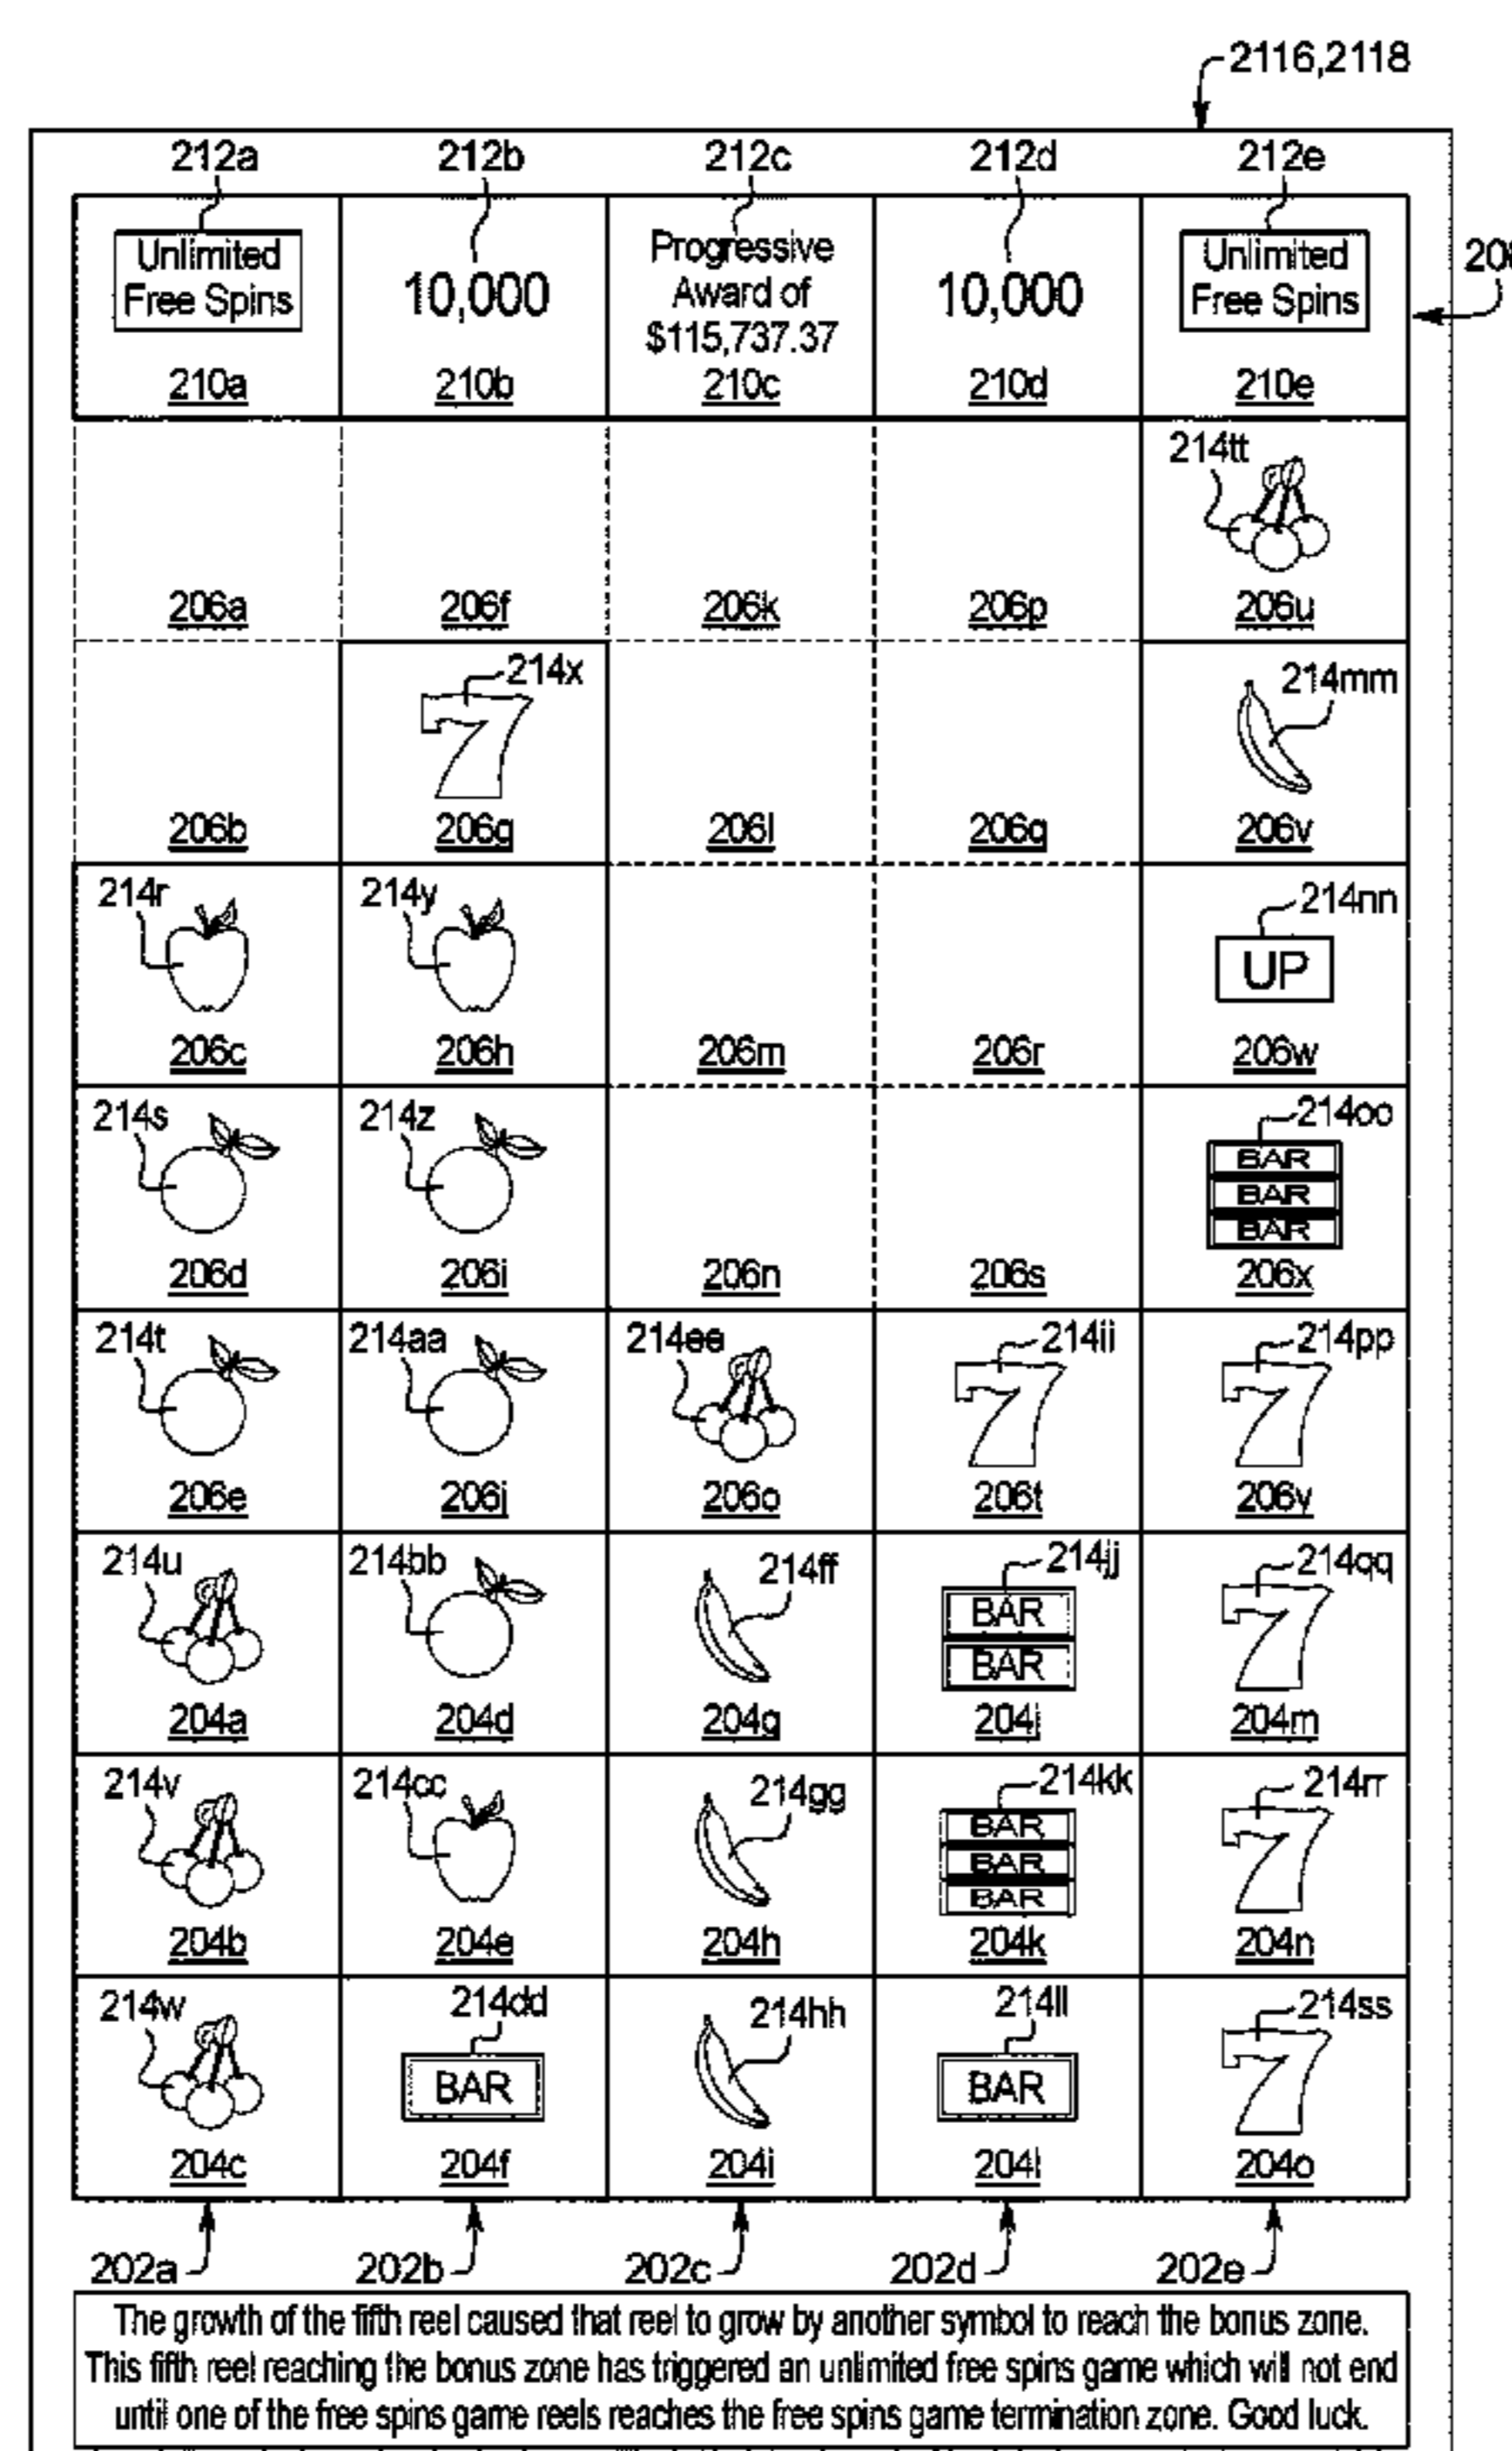 2116,2118
212a 212b 212c 212d 212e
Unlimited
Free Spins
10,000
Progressive
Award of
$115,737.37
10,000
Unlimited
Free Spins
210a 210b 210c 210d 210e
214tt
206a 206f 206k 206p 206u
214x 214mm
7
206b 206g 206l 206q 206v
214r 214y 214nn
UP
206c 206h 206m 206r 206w
214s 214z 214oo
BAR
BAR
BAR
206d 206i 206n 206s 206x
214t 214aa 214ee 214ii 214pp
7 7
206e 206j 206o 206t 206y
214u 214bb 214ff 214jj 214qq
BAR
BAR
7
204a 204d 204g 204j 204m
214v 214cc 214gg 214kk 214rr
BAR
BAR
BAR
7
204b 204e 204h 204k 204n
214w 214dd 214hh 214ll 214ss
BAR BAR 7
204c 204f 204i 204l 204o
202a 202b 202c 202d 202e
The growth of the fifth reel caused that reel to grow by another symbol to reach the bonus zone.
This fifth reel reaching the bonus zone has triggered an unlimited free spins game which will not end
until one of the free spins game reels reaches the free spins game termination zone. Good luck.